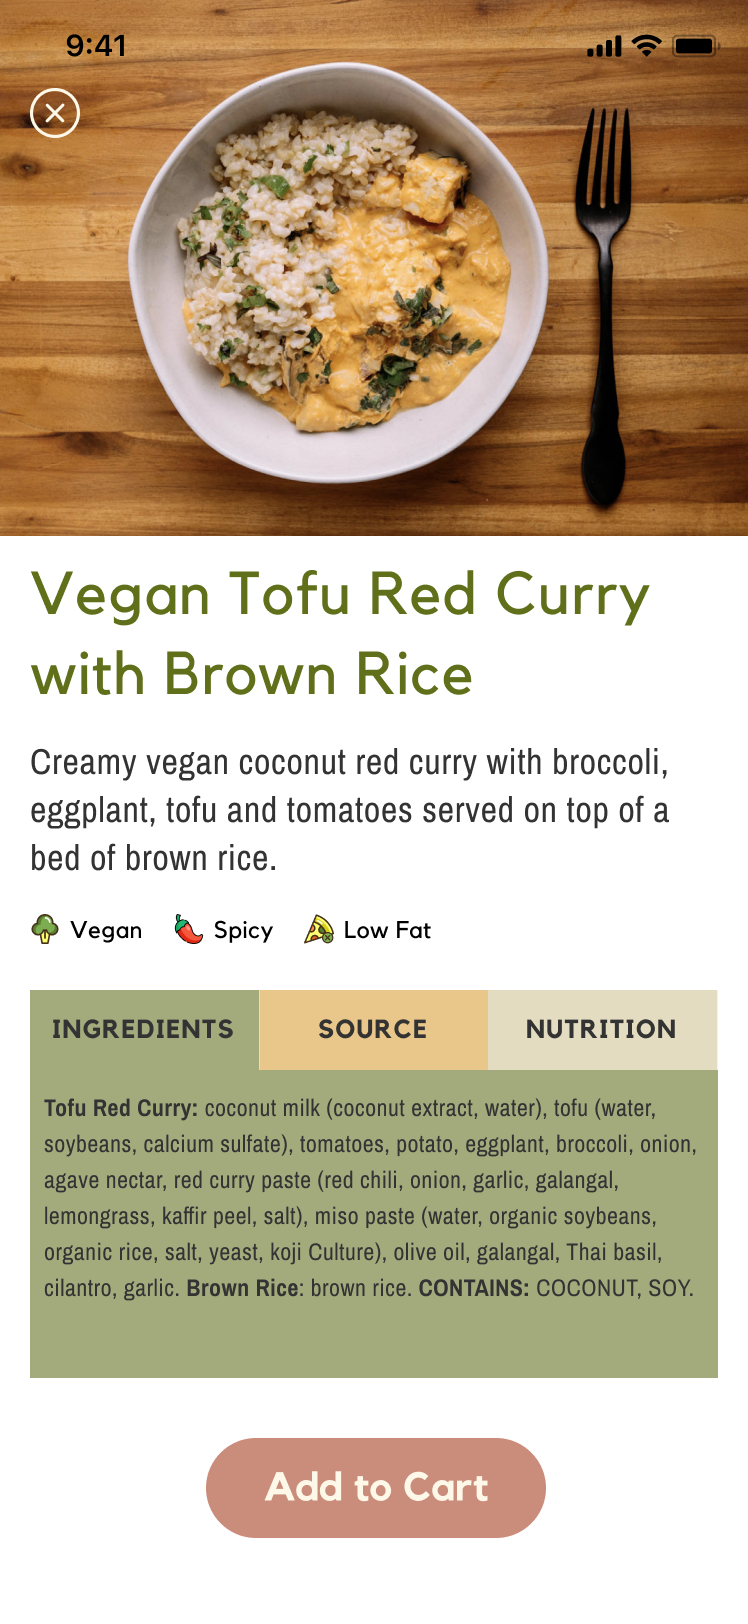 9:41
Vegan Tofu Red Curry
with Brown Rice
Creamy vegan coconut red curry with broccoli,
eggplant, tofu and tomatoes served on top of a
bed of brown rice.
Vegan Spicy Low Fat
INGREDIENTS SOURCE NUTRITION
Tofu Red Curry: coconut milk (coconut extract, water), tofu (water,
soybeans, calcium sulfate), tomatoes, potato, eggplant, broccoli, onion,
agave nectar, red curry paste (red chili, onion, garlic, galangal,
lemongrass, kaffir peel, salt), miso paste (water, organic soybeans,
organic rice, salt, yeast, koji Culture), olive oil, galangal, Thai basil,
cilantro, garlic. Brown Rice: brown rice. CONTAINS: COCONUT, SOY.
Add to Cart